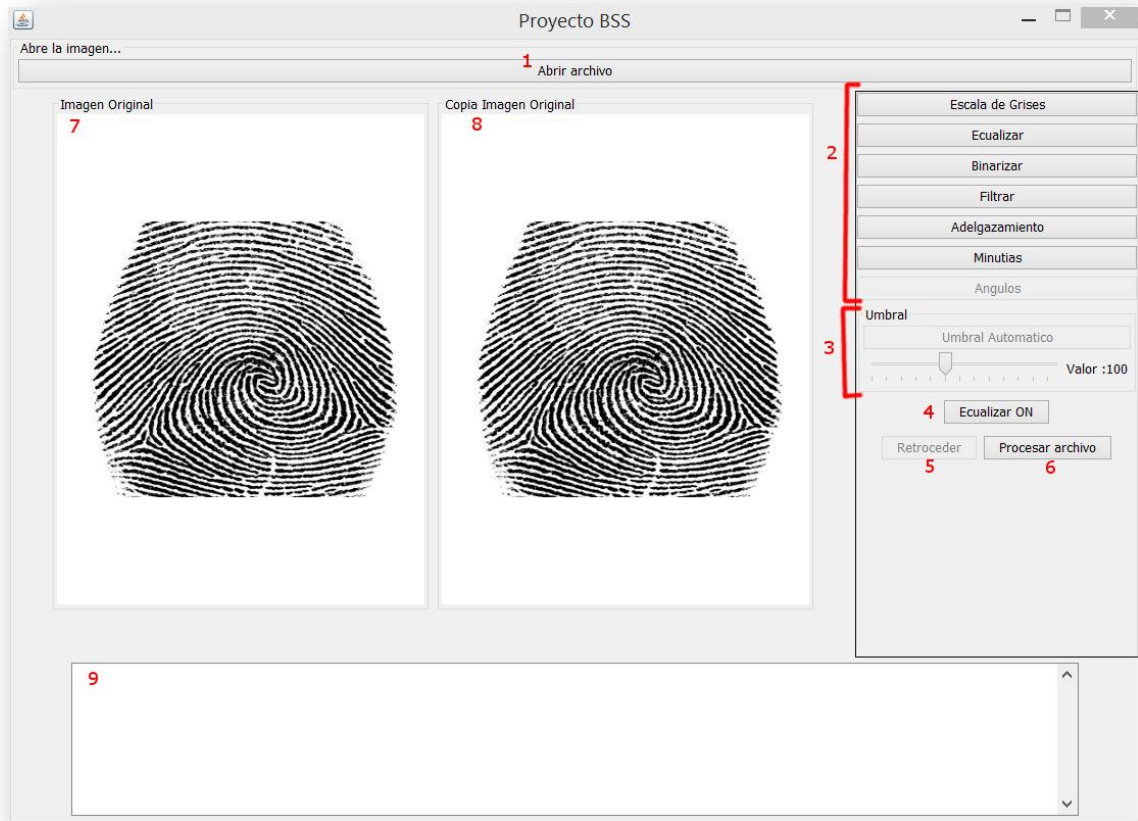 Proyecto BSS
Abre la imagen...
1
Abrir archivo
Imagen Original
7
Copia Imagen Original
8
2
Escala de Grises
Ecualizar
Binarizar
Filtrar
Adelgazamiento
Minutias
Angulos
3
Umbral
Umbral Automatico
Valor :100
4 Ecualizar ON
Retroceder Procesar archivo
5 6
9